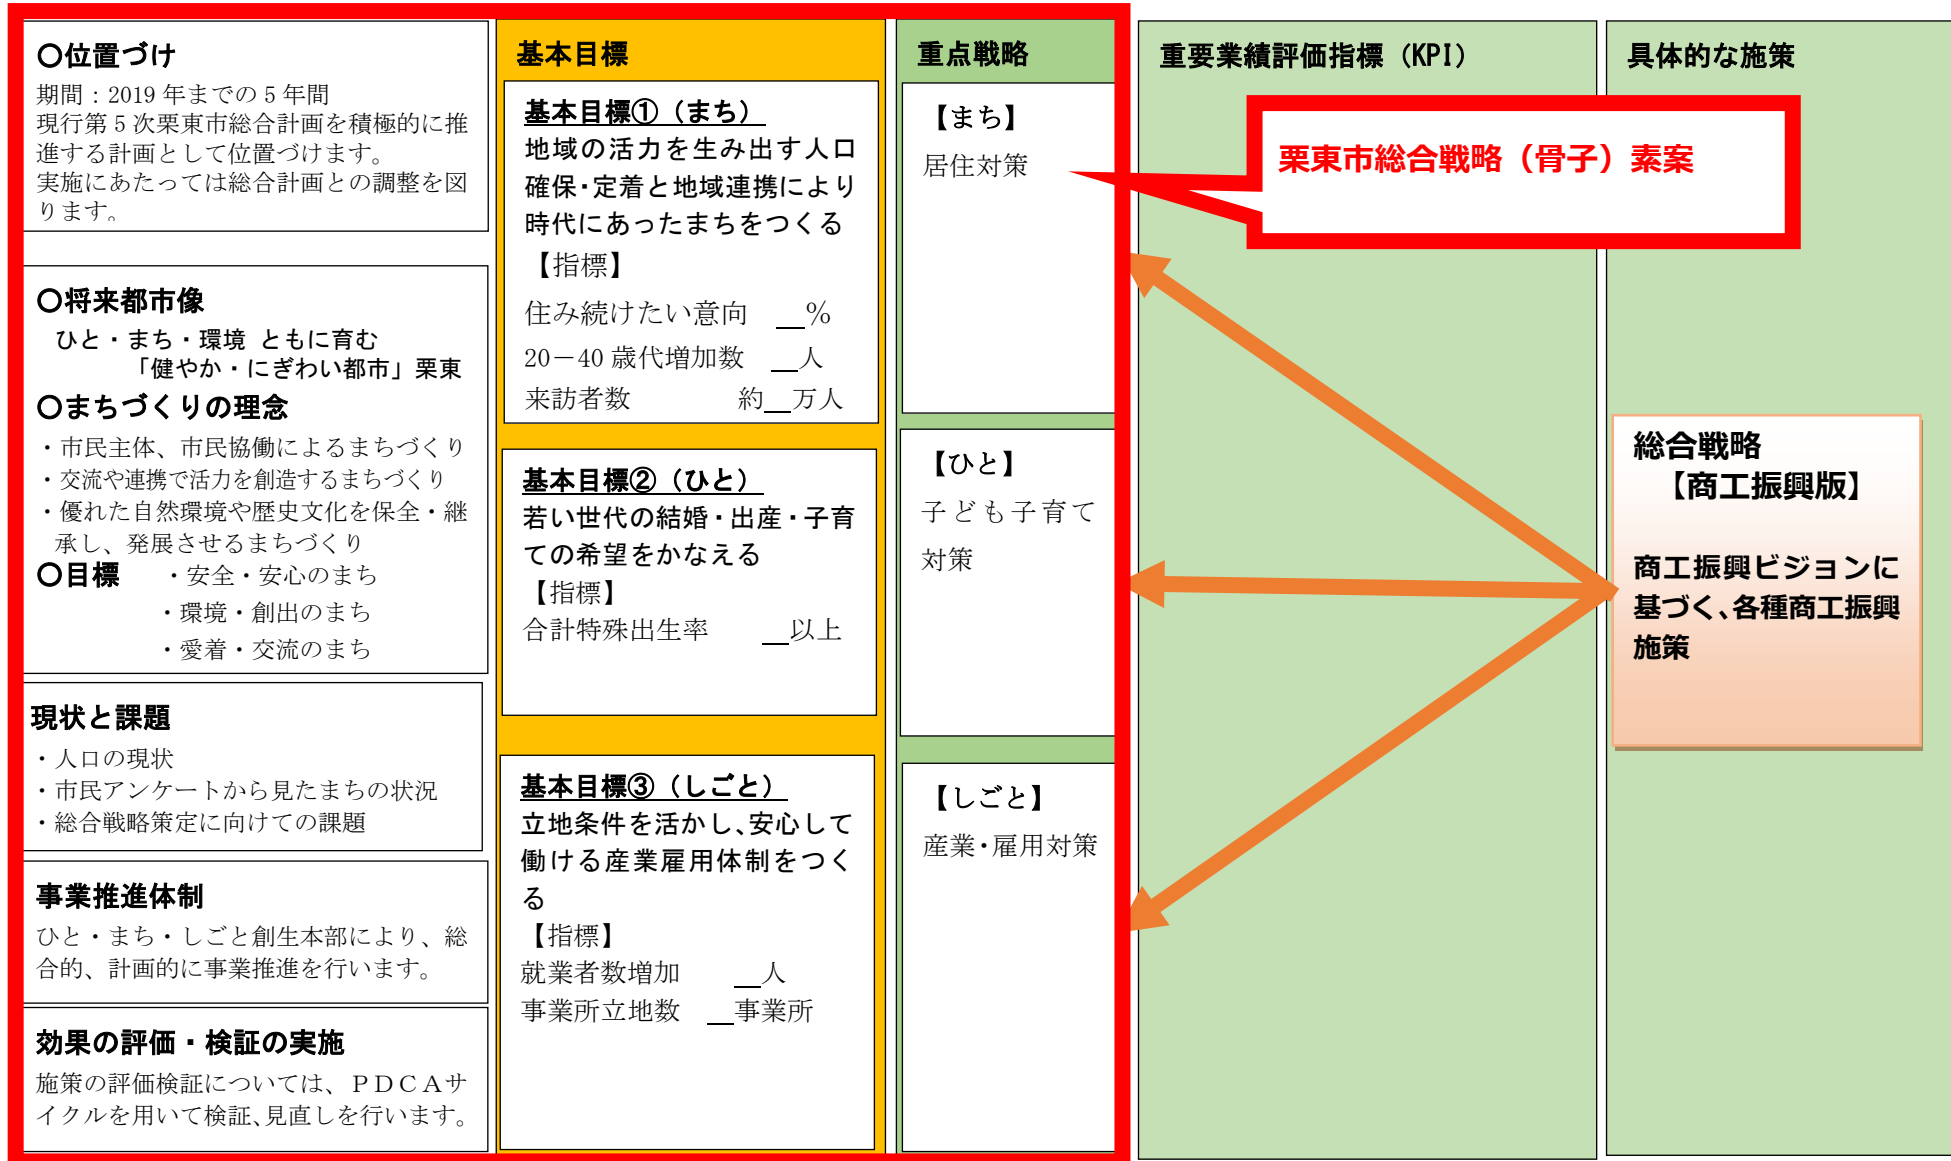 〇位置づけ
期間：2019 年までの 5 年間
現行第 5 次栗東市総合計画を積極的に推
進する計画として位置づけます。
実施にあたっては総合計画との調整を図
ります。
〇将来都市像
ひと・まち・環境 ともに育む
「健やか・にぎわい都市」栗東
〇まちづくりの理念
・市民主体、市民協働によるまちづくり
・交流や連携で活力を創造するまちづくり
・優れた自然環境や歴史文化を保全・継
承し、発展させるまちづくり
〇目標 ・安全・安心のまち
・環境・創出のまち
・愛着・交流のまち
現状と課題
・人口の現状
・市民アンケートから見たまちの状況
・総合戦略策定に向けての課題
事業推進体制
ひと・まち・しごと創生本部により、総
合的、計画的に事業推進を行います。
効果の評価・検証の実施
施策の評価検証については、ＰＤＣＡサ
イクルを用いて検証、見直しを行います。
基本目標
基本目標①（まち）
地域の活力を生み出す人口
確保・定着と地域連携により
時代にあったまちをつくる
【指標】
住み続けたい意向 __%
20－40 歳代増加数 __人
来訪者数 約__万人
基本目標②（ひと）
若い世代の結婚・出産・子育
ての希望をかなえる
【指標】
合計特殊出生率 __以上
基本目標③（しごと）
立地条件を活かし、安心して
働ける産業雇用体制をつく
る
【指標】
就業者数増加 __人
事業所立地数 __事業所
重点戦略
【まち】
居住対策
【ひと】
子ども子育て
対策
【しごと】
産業・雇用対策
重要業績評価指標（KPI）
栗東市総合戦略（骨子）素案
具体的な施策
総合戦略
【商工振興版】
商工振興ビジョンに
基づく、各種商工振興
施策